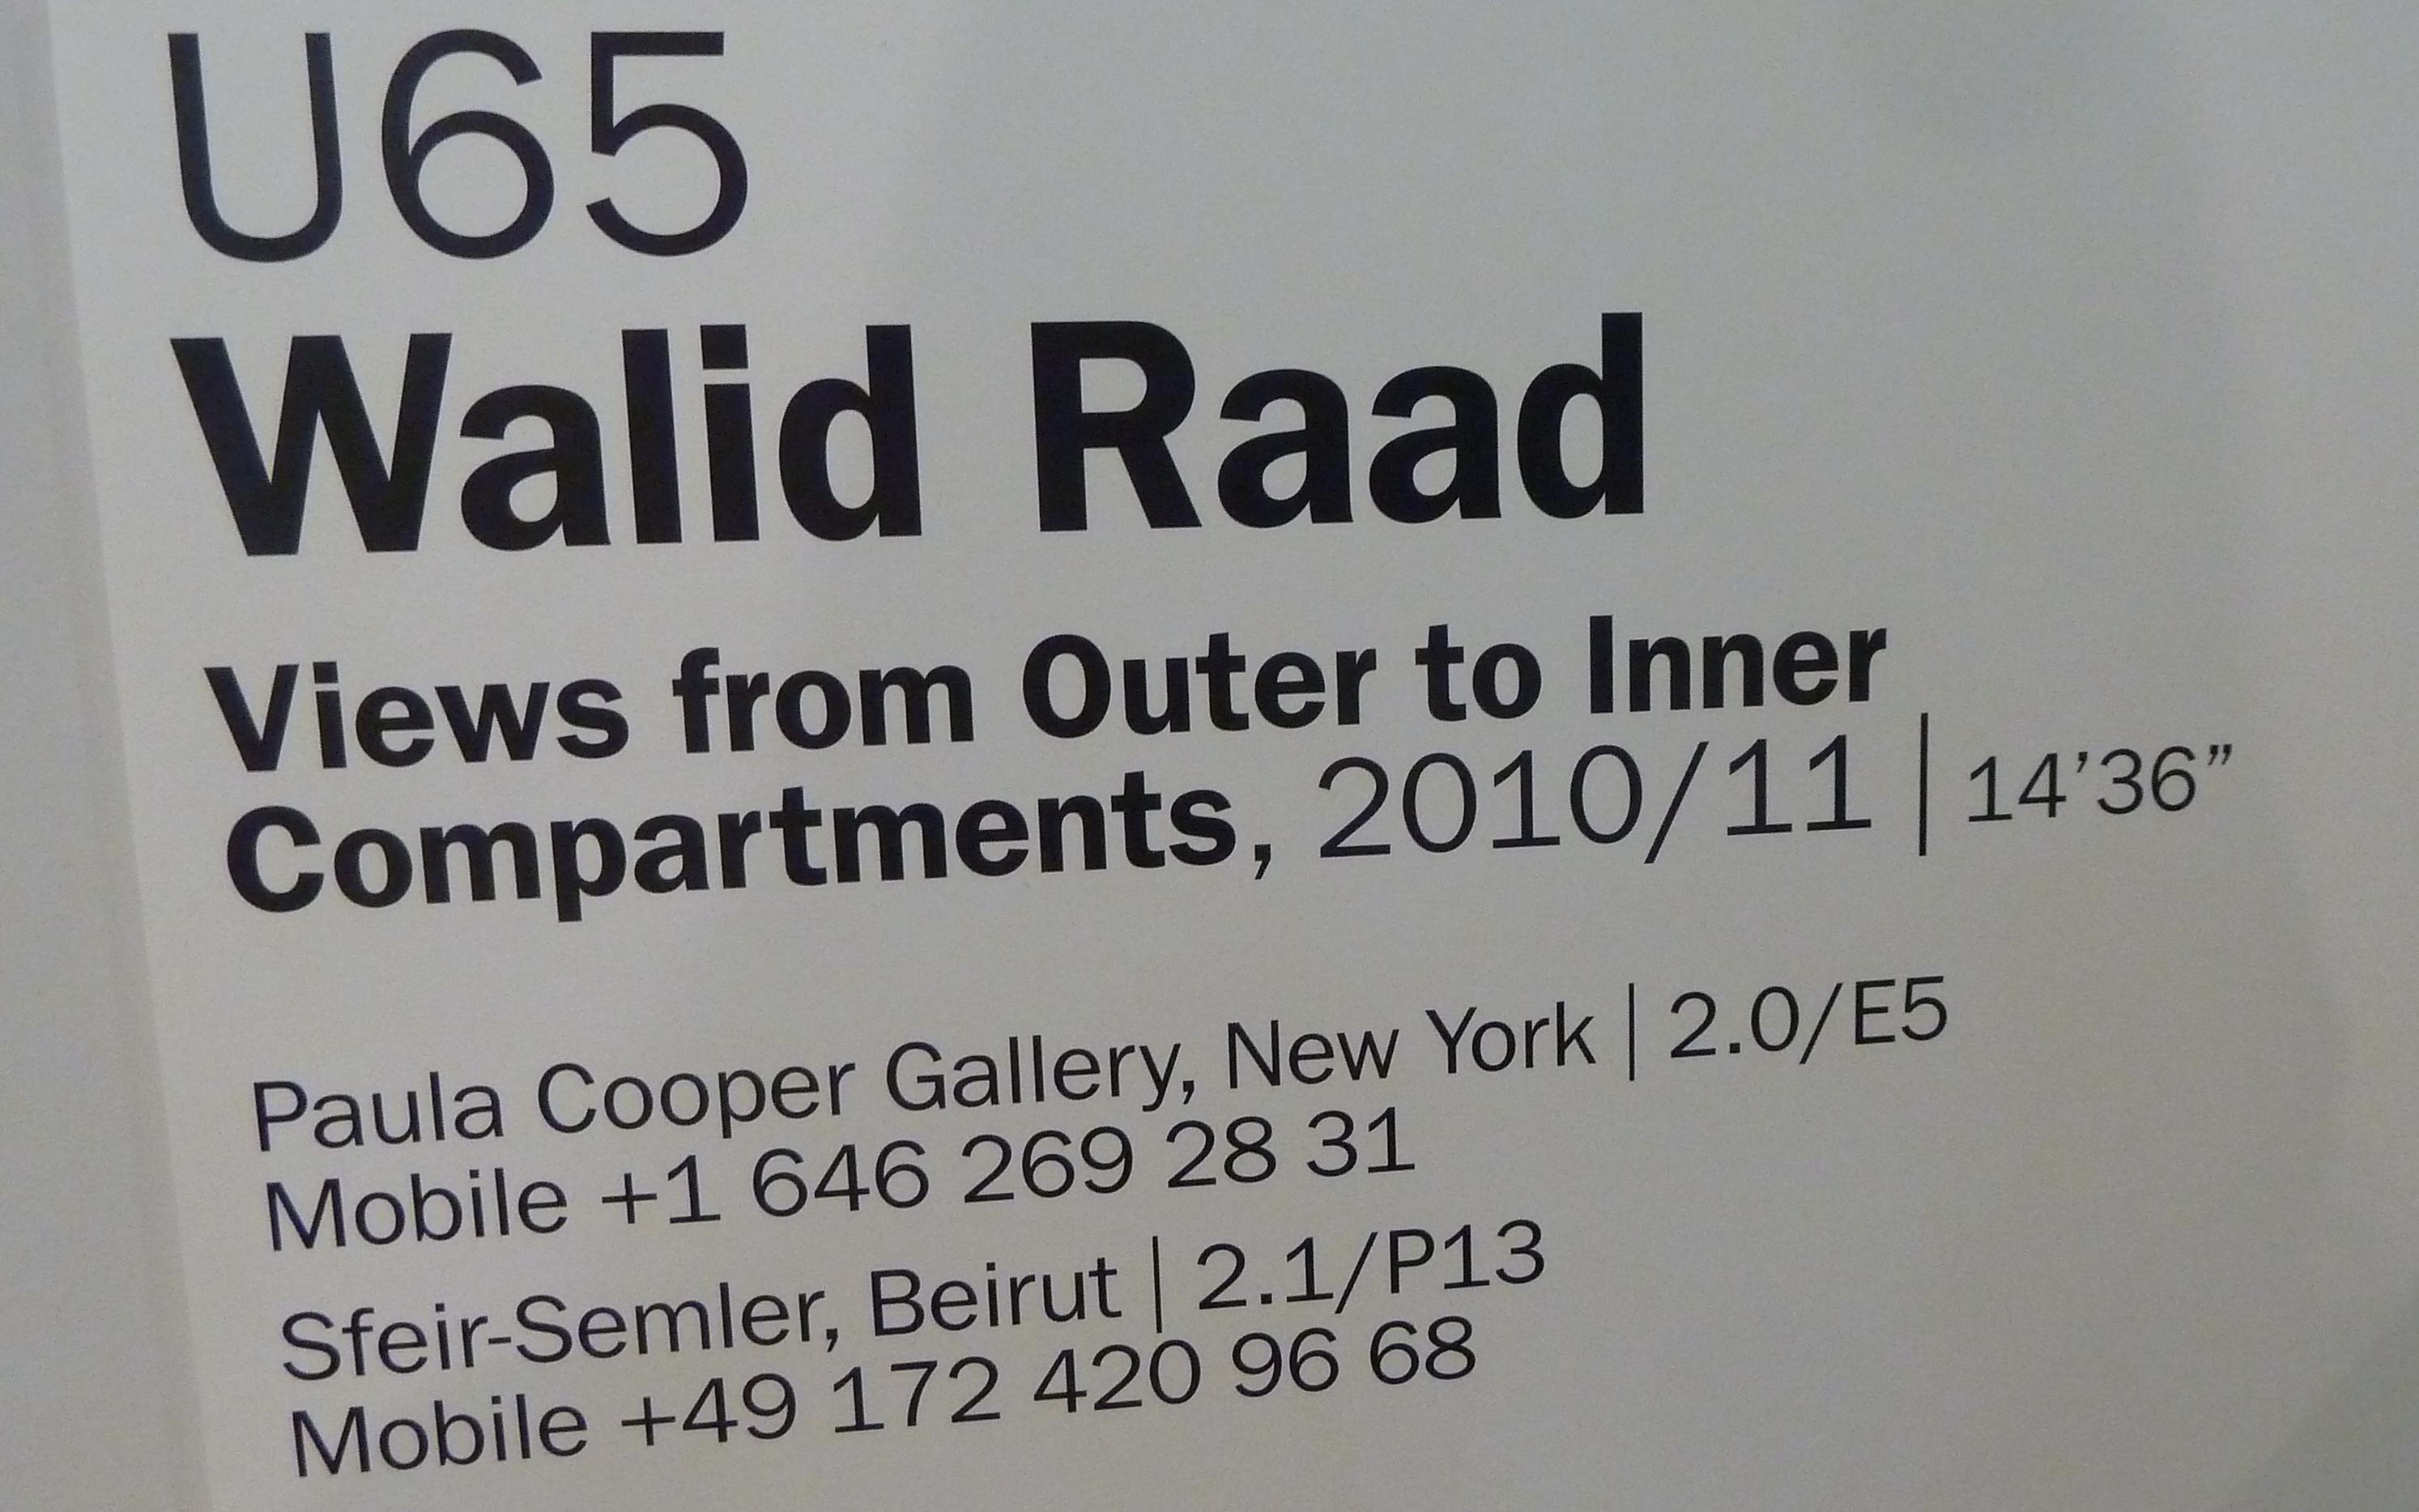 U65
Walid Raad
Views from Outer to Inner
Compartments, 2010/11 | 14’36”
Paula Cooper Gallery, New York | 2.0/E5
Mobile +1 646 269 28 31
Sfeir-Semler, Beirut | 2.1/P13
Mobile +49 172 420 96 68